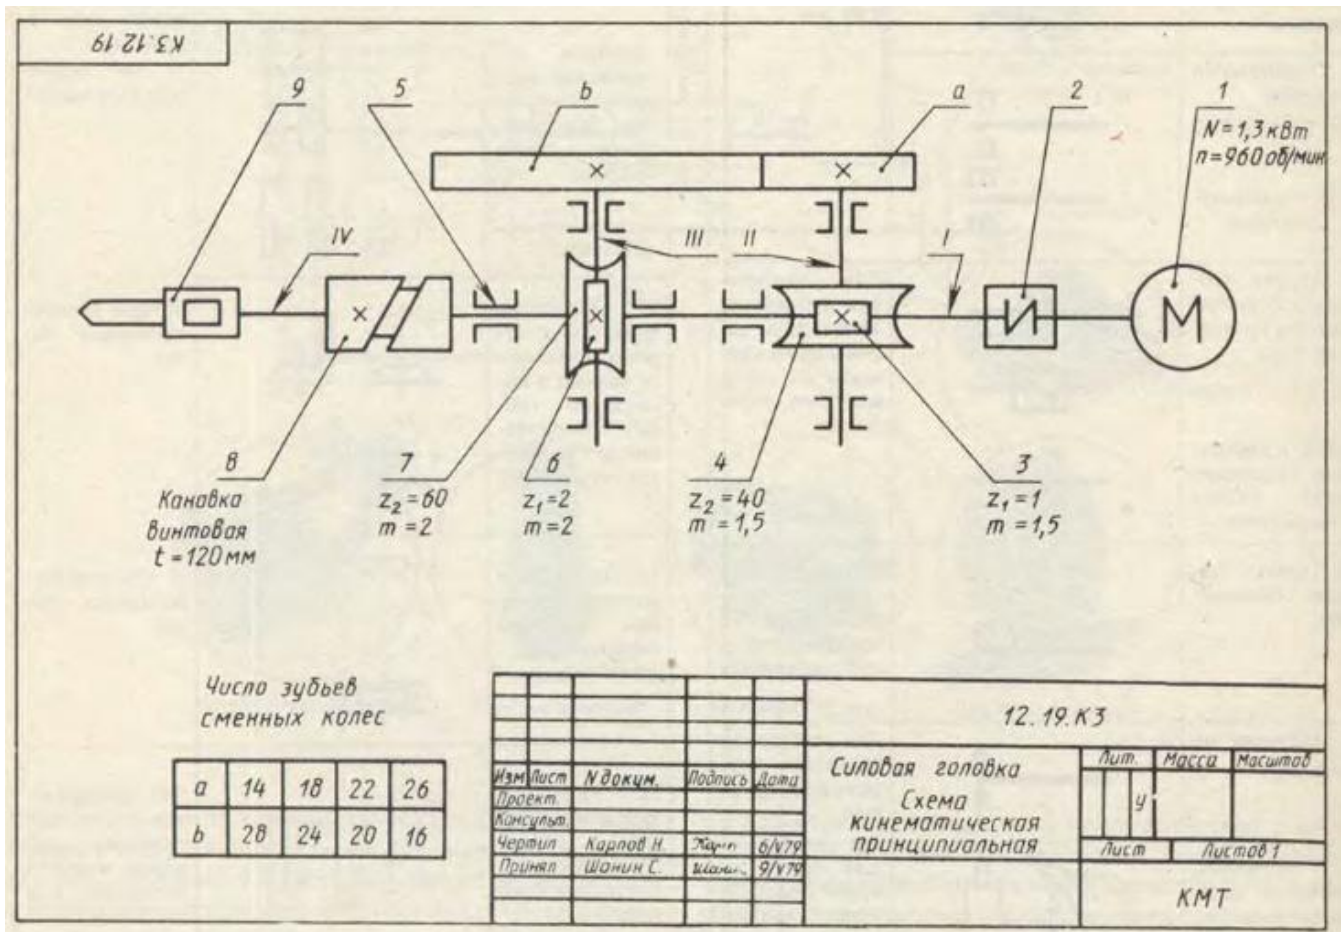 К3.12.19
9
5
b
a
2
1
N=1,3 квт
n=960 об/мин
IV
III
II
I
M
8
Канавка
винтовая
t=120 мм
7
z₂=60
m=2
6
z₁=2
m=2
4
z₂=40
m=1,5
3
z₁=1
m=1,5
Число зубьев
сменных колес
a 14 18 22 26
b 28 24 20 16
Изм Лист N докум. Подпись Дата
Проект.
Консульт.
Чертил Карпов Н. Карп 6/V79
Принял Шанин С. 9/V79
12.19.К3
Силовая головка
Схема
кинематическая
принципиальная
Лит. Масса Масштаб
у
Лист Листов 1
КМТ